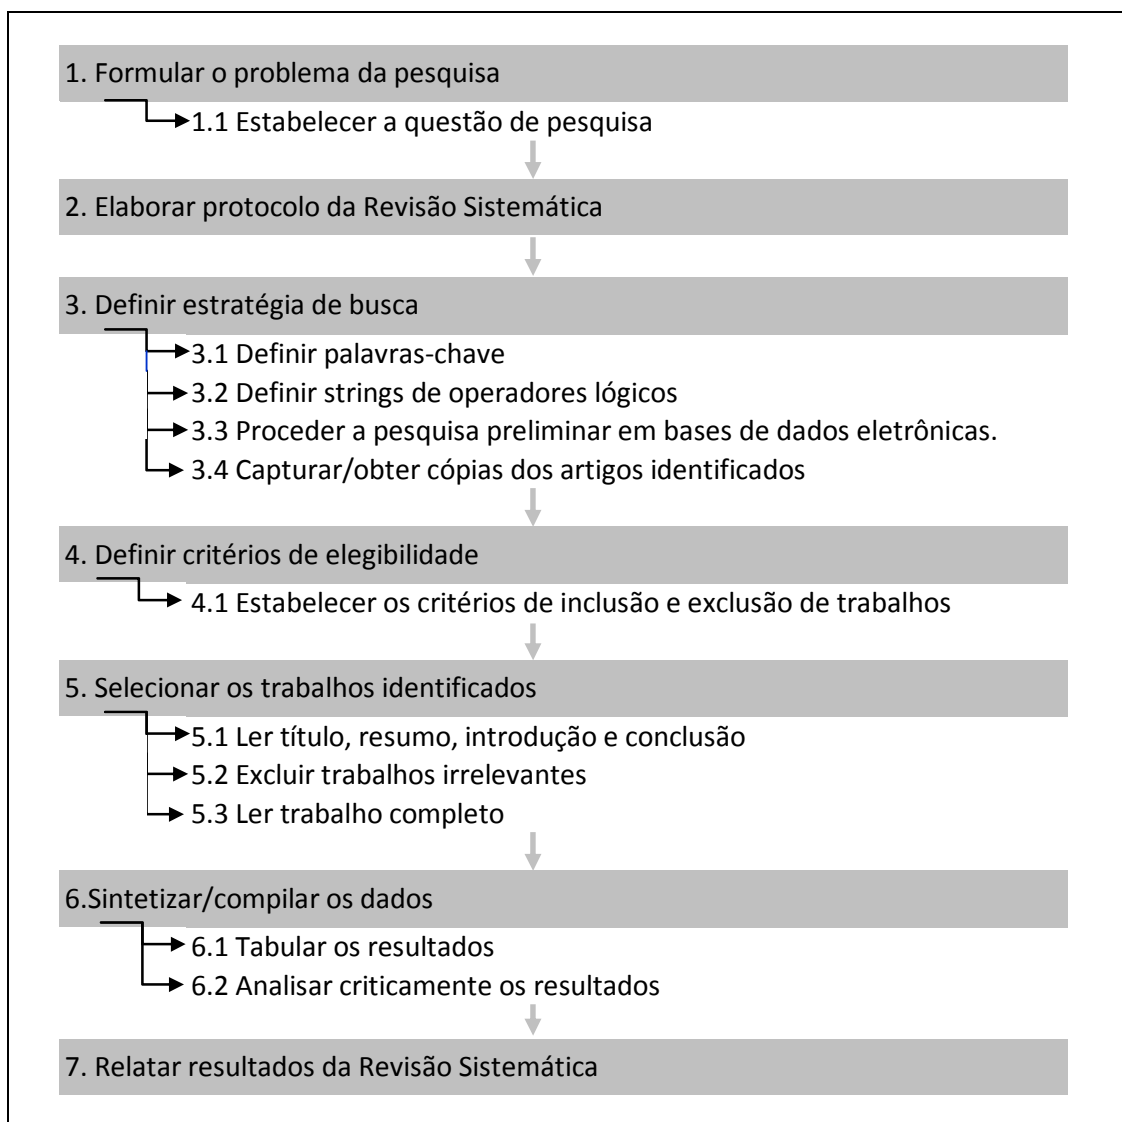 1. Formular o problema da pesquisa
1.1 Estabelecer a questão de pesquisa
2. Elaborar protocolo da Revisão Sistemática
3. Definir estratégia de busca
3.1 Definir palavras-chave
3.2 Definir strings de operadores lógicos
3.3 Proceder a pesquisa preliminar em bases de dados eletrônicas.
3.4 Capturar/obter cópias dos artigos identificados
4. Definir critérios de elegibilidade
4.1 Estabelecer os critérios de inclusão e exclusão de trabalhos
5. Selecionar os trabalhos identificados
5.1 Ler título, resumo, introdução e conclusão
5.2 Excluir trabalhos irrelevantes
5.3 Ler trabalho completo
6.Sintetizar/compilar os dados
6.1 Tabular os resultados
6.2 Analisar criticamente os resultados
7. Relatar resultados da Revisão Sistemática